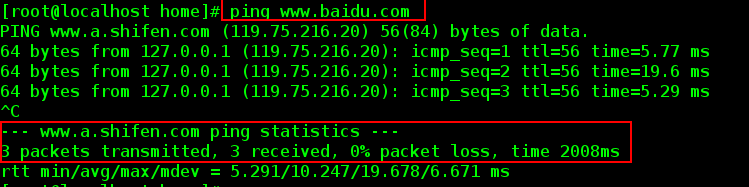 [root@localhost home]# ping www.baidu.com
PING www.a.shifen.com (119.75.216.20) 56(84) bytes of data.
64 bytes from 127.0.0.1 (119.75.216.20): icmp_seq=1 ttl=56 time=5.77 ms
64 bytes from 127.0.0.1 (119.75.216.20): icmp_seq=2 ttl=56 time=19.6 ms
64 bytes from 127.0.0.1 (119.75.216.20): icmp_seq=3 ttl=56 time=5.29 ms
^C
--- www.a.shifen.com ping statistics ---
3 packets transmitted, 3 received, 0% packet loss, time 2008ms
rtt min/avg/max/mdev = 5.291/10.247/19.678/6.671 ms